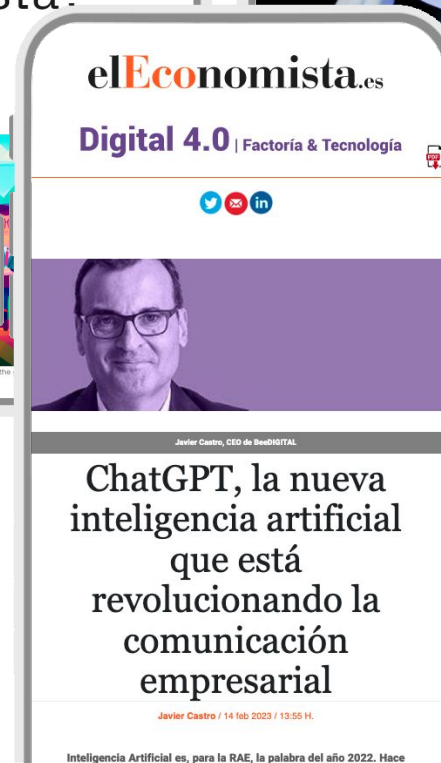 elEconomista.es
Digital 4.0 | Factoría & Tecnología
PDF
in
Javier Castro, CEO de BeeDIGITAL
ChatGPT, la nueva
inteligencia artificial
que está
revolucionando la
comunicación
empresarial
Javier Castro / 14 feb 2023 / 13:55 H.
Inteligencia Artificial es, para la RAE, la palabra del año 2022. Hace